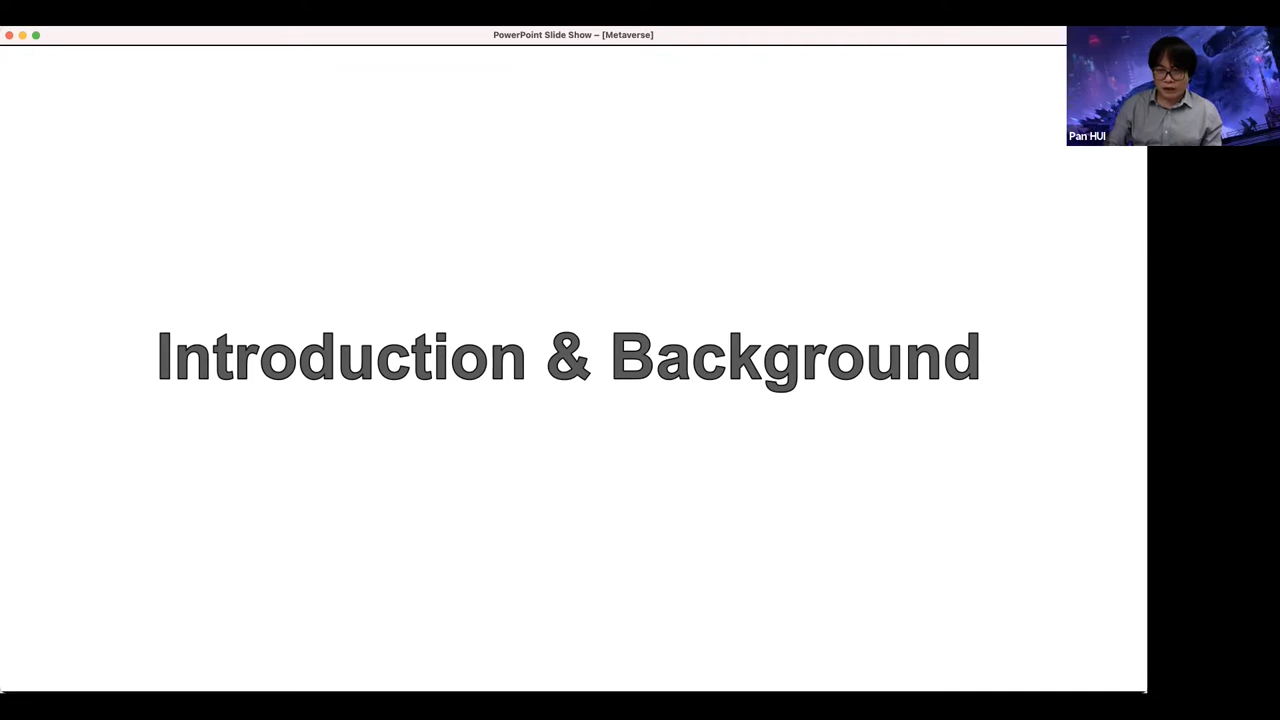 PowerPoint Slide Show – [Metaverse]
Pan HUI
Introduction & Background